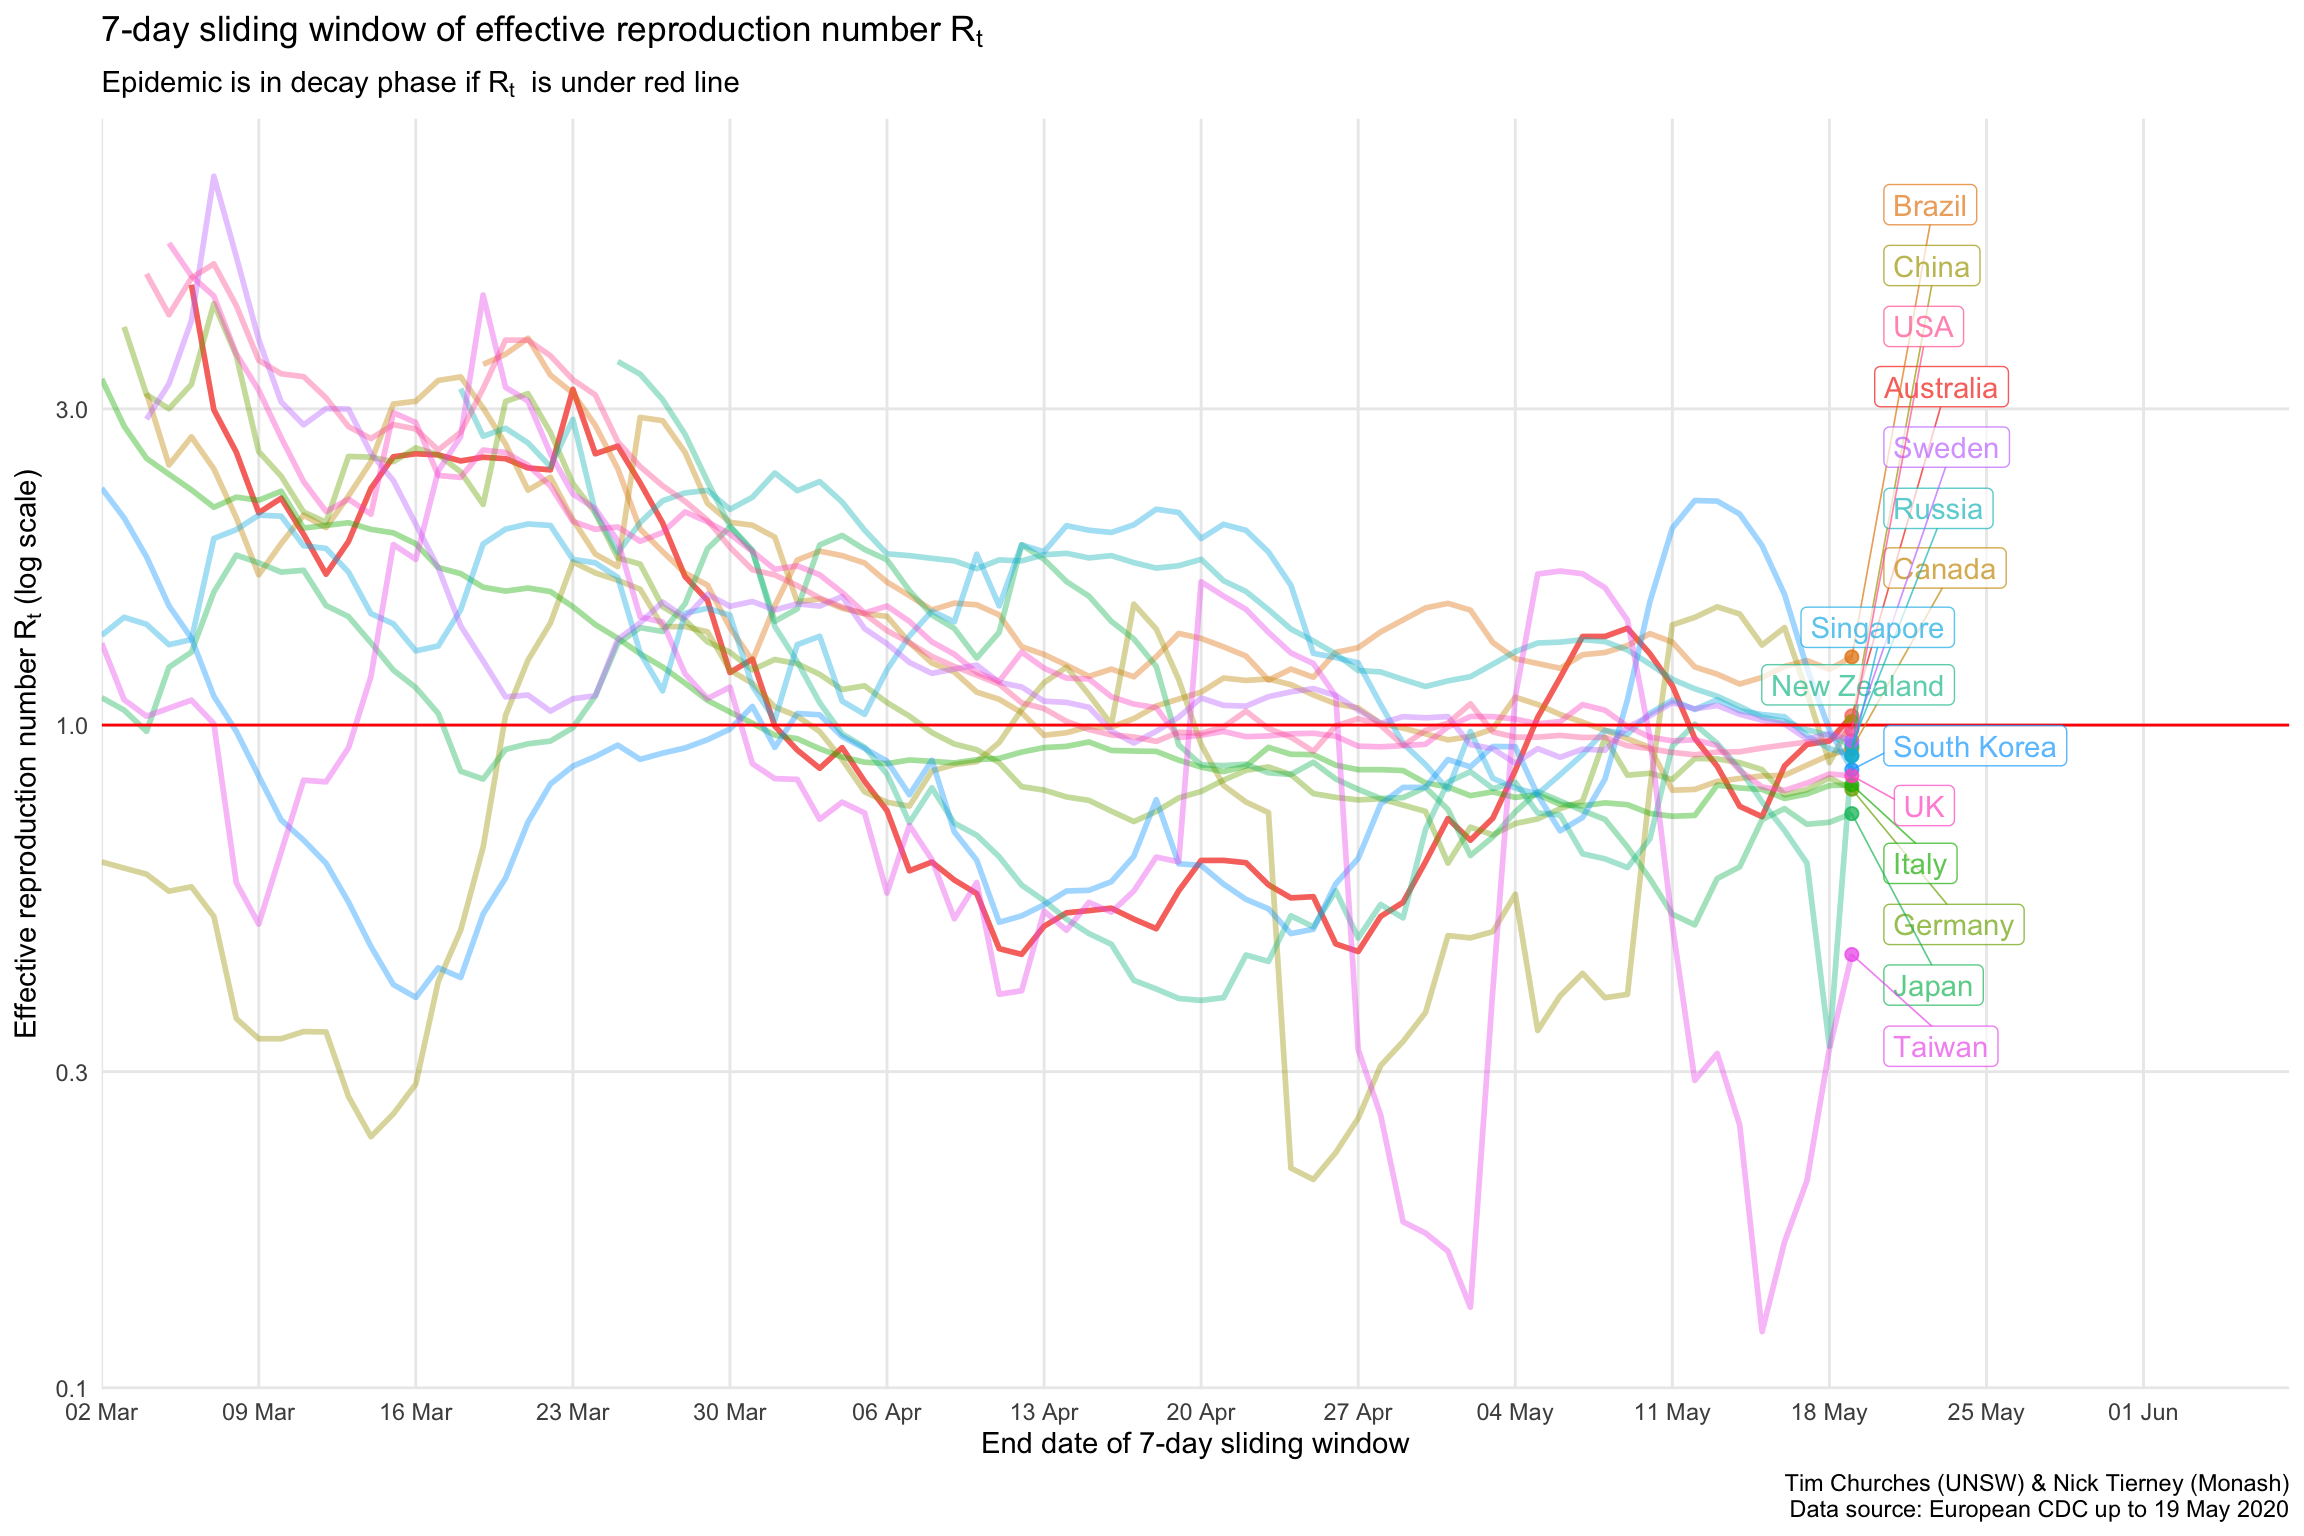 7-day sliding window of effective reproduction number Rt
Epidemic is in decay phase if Rt is under red line
Effective reproduction number Rt (log scale)
3.0
1.0
0.3
0.1
Brazil
China
USA
Australia
Sweden
Russia
Canada
Singapore
New Zealand
South Korea
UK
Italy
Germany
Japan
Taiwan
02 Mar 09 Mar 16 Mar 23 Mar 30 Mar 06 Apr 13 Apr 20 Apr 27 Apr 04 May 11 May 18 May 25 May 01 Jun
End date of 7-day sliding window
Tim Churches (UNSW) & Nick Tierney (Monash)
Data source: European CDC up to 19 May 2020